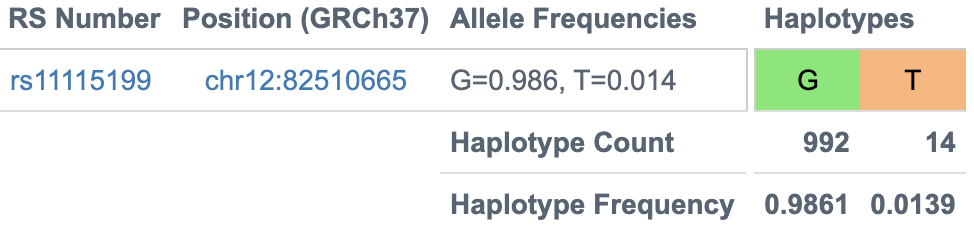 RS Number Position (GRCh37) Allele Frequencies Haplotypes
rs11115199 chr12:82510665 G=0.986, T=0.014 G T
Haplotype Count 992 14
Haplotype Frequency 0.9861 0.0139